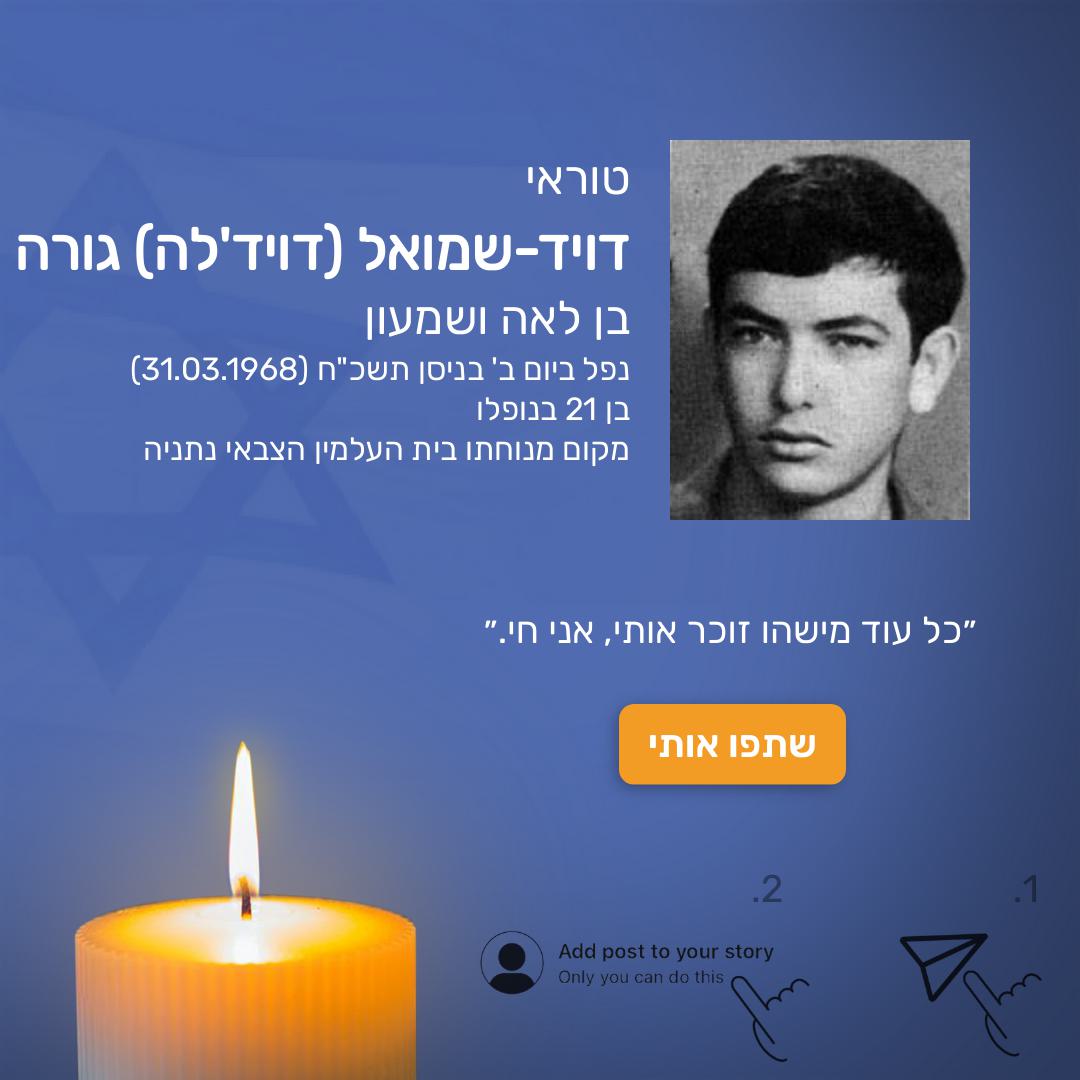 טוראי
דויד-שמואל (דויד'לה) גורה
בן לאה ושמעון
נפל ביום ב' בניסן תשכ"ח (31.03.1968)
בן 21 בנופלו
מקום מנוחתו בית העלמין הצבאי נתניה
״כל עוד מישהו זוכר אותי, אני חי.״
שתפו אותי
1.
2.
Add post to your story
Only you can do this